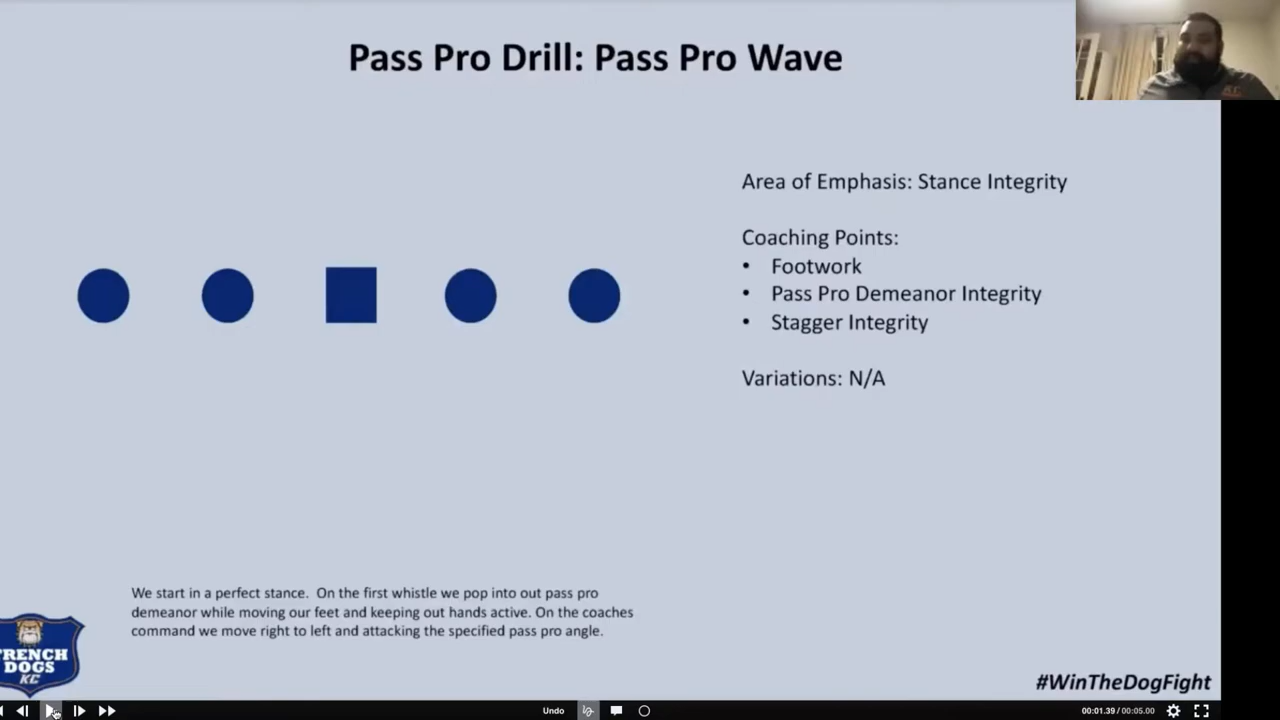 Pass Pro Drill: Pass Pro Wave
Area of Emphasis: Stance Integrity
Coaching Points:
• Footwork
• Pass Pro Demeanor Integrity
• Stagger Integrity
Variations: N/A
We start in a perfect stance. On the first whistle we pop into out pass pro
demeanor while moving our feet and keeping out hands active. On the coaches
command we move right to left and attacking the specified pass pro angle.
TRENCH
DOGS
KC
#WinTheDogFight
Undo
00:01.39 / 00:05.00